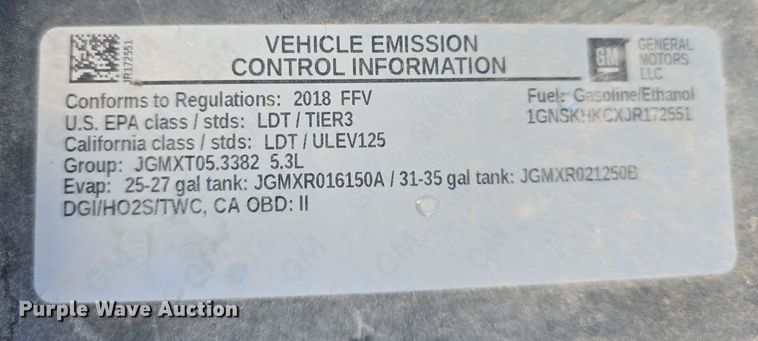 VEHICLE EMISSION
CONTROL INFORMATION
GM
GENERAL
MOTORS
LLC
JR172551
Conforms to Regulations: 2018 FFV
Fuel: Gasoline/Ethanol
U.S. EPA class / stds: LDT / TIER3
1GNSKHKCXJR172551
California class / stds: LDT / ULEV125
Group: JGMXT05.3382 5.3L
Evap: 25-27 gal tank: JGMXR016150A / 31-35 gal tank: JGMXR021250B
DGI/HO2S/TWC, CA OBD: II
Purple Wave Auction